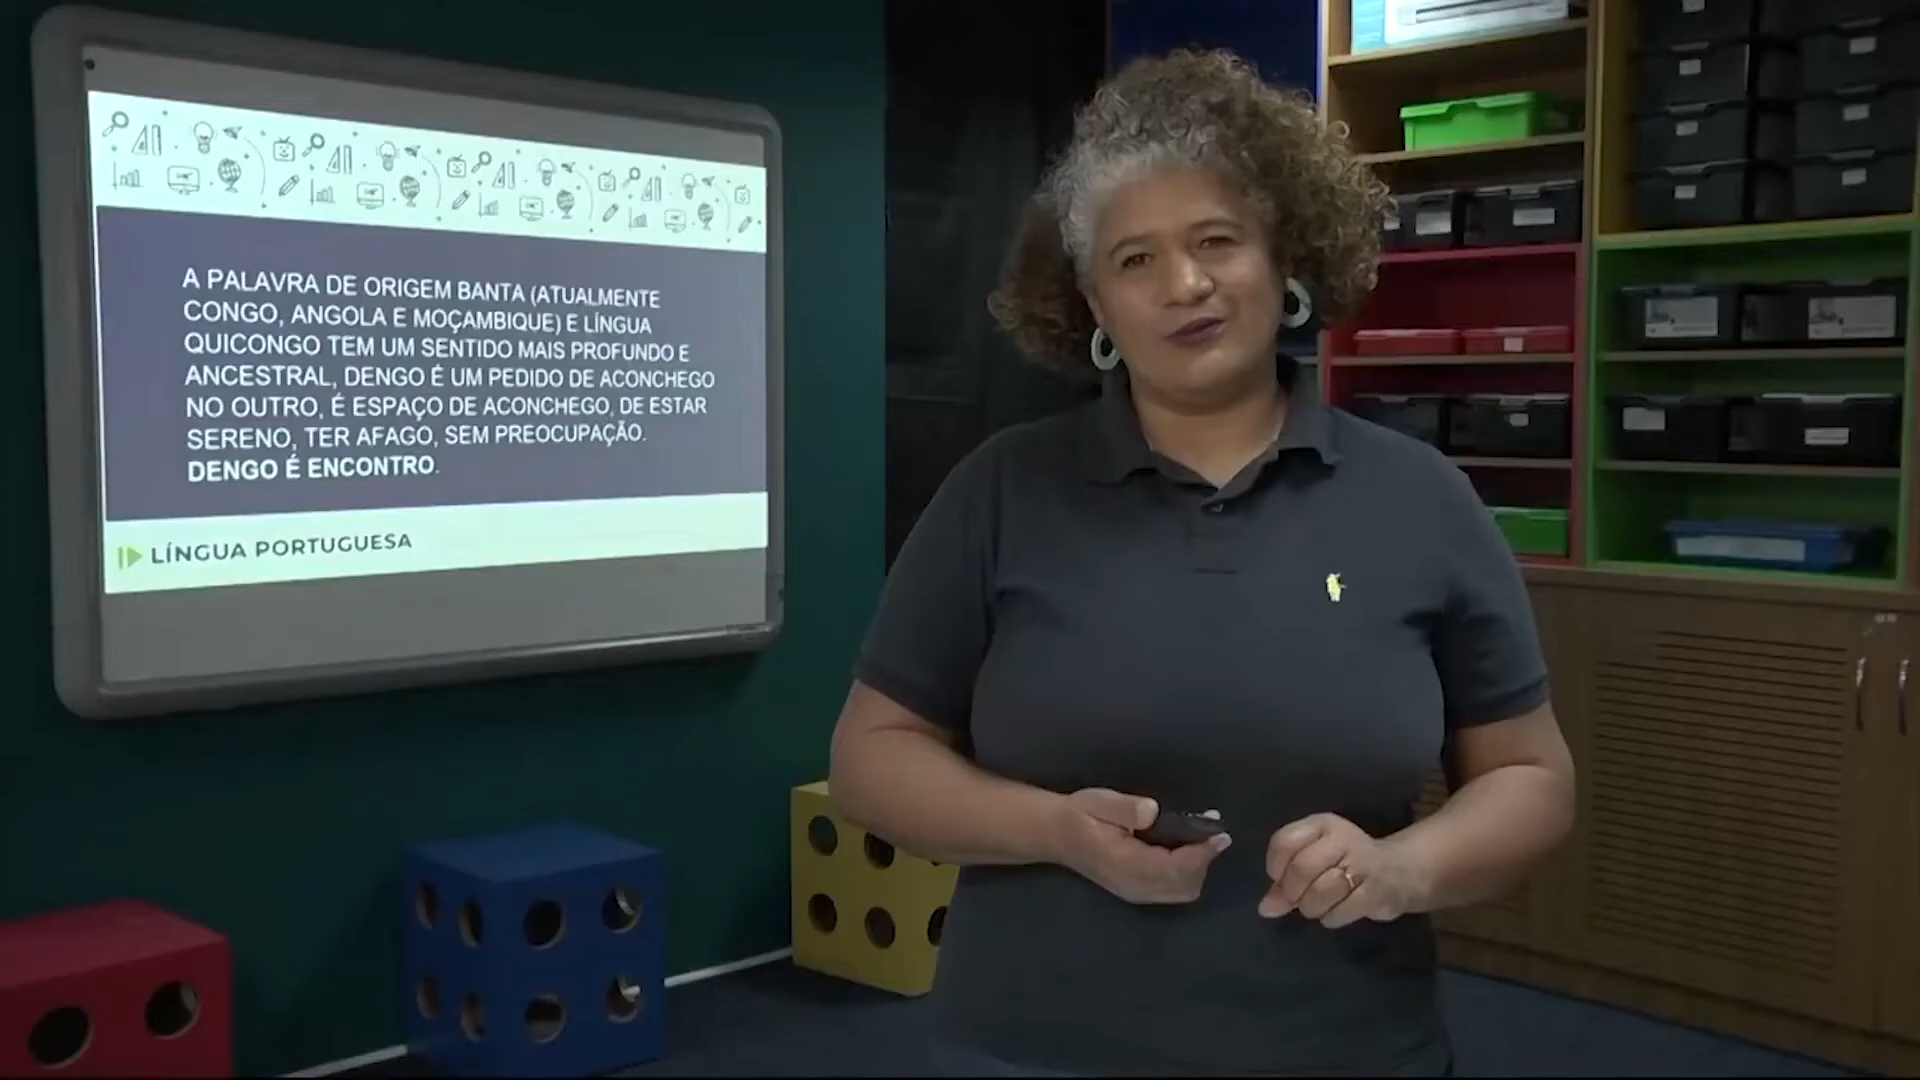 A PALAVRA DE ORIGEM BANTA (ATUALMENTE
CONGO, ANGOLA E MOÇAMBIQUE) E LÍNGUA
QUICONGO TEM UM SENTIDO MAIS PROFUNDO E
ANCESTRAL, DENGO É UM PEDIDO DE ACONCHEGO
NO OUTRO, É ESPAÇO DE ACONCHEGO, DE ESTAR
SERENO, TER AFAGO, SEM PREOCUPAÇÃO.
DENGO É ENCONTRO.
LÍNGUA PORTUGUESA